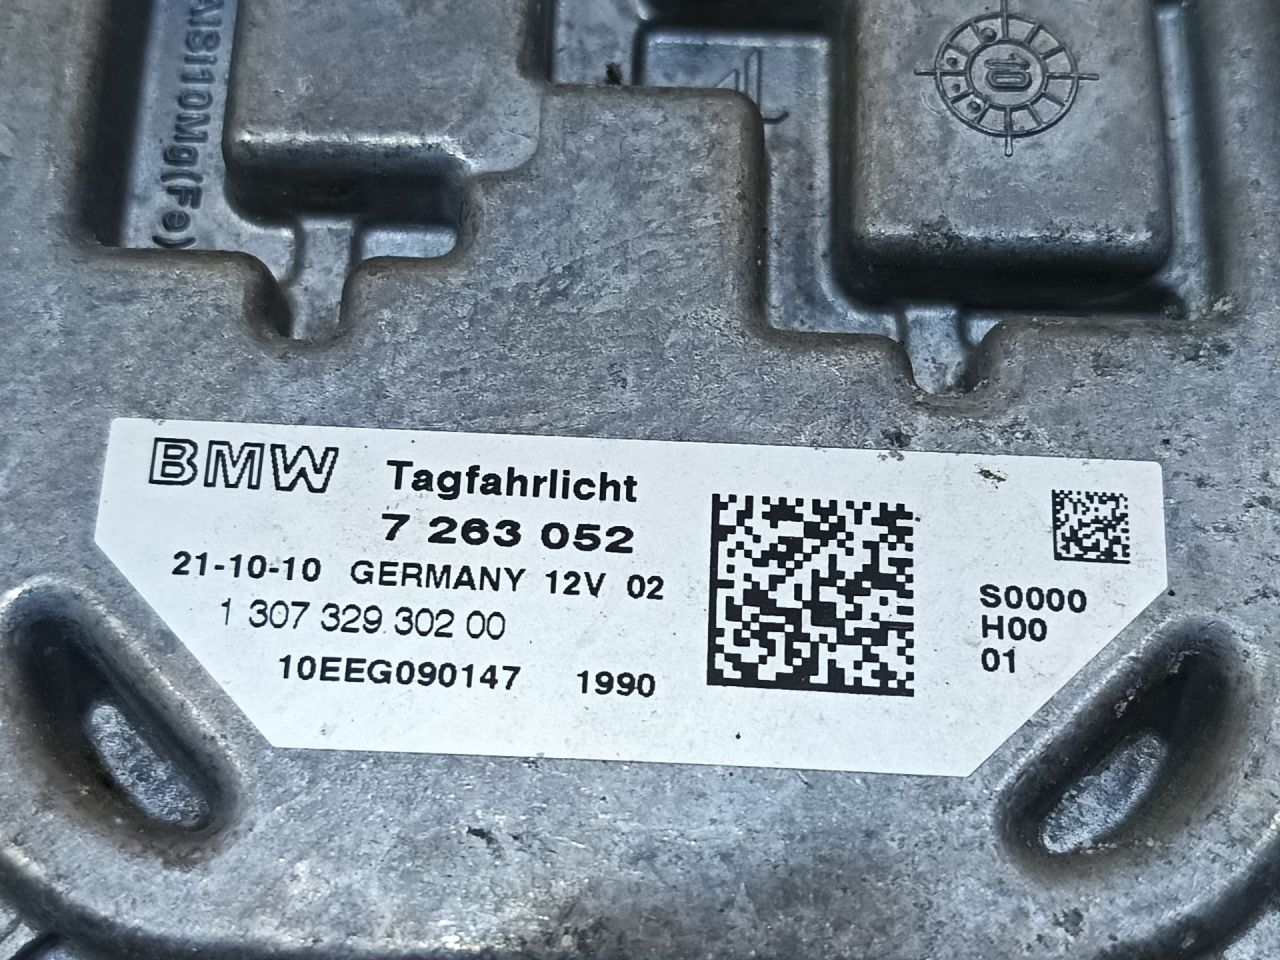 AlSi10Mg(Fe)
10
BMW Tagfahrlicht
7 263 052
21-10-10 GERMANY 12V 02
1 307 329 302 00
10EEG090147 1990
S0000
H00
01